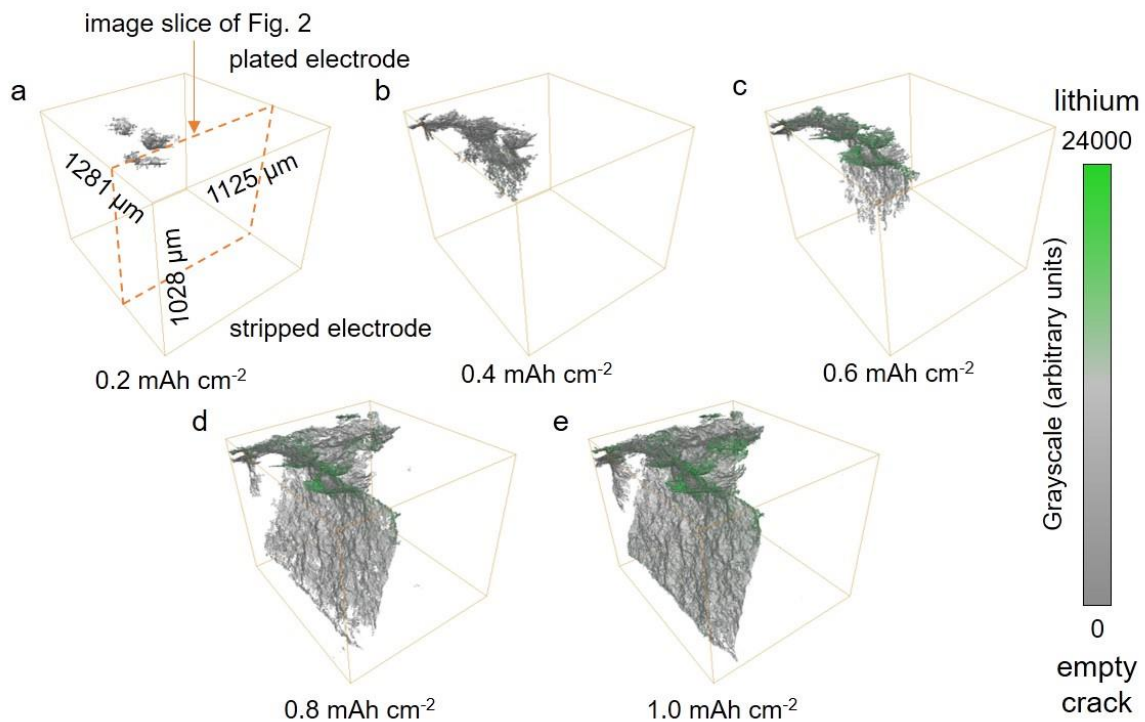 image slice of Fig. 2
plated electrode
a
b
c
1281 μm
1125 μm
1028 μm
stripped electrode
0.2 mAh cm⁻²
0.4 mAh cm⁻²
0.6 mAh cm⁻²
lithium
24000
Grayscale (arbitrary units)
0
empty
crack
d
e
0.8 mAh cm⁻²
1.0 mAh cm⁻²